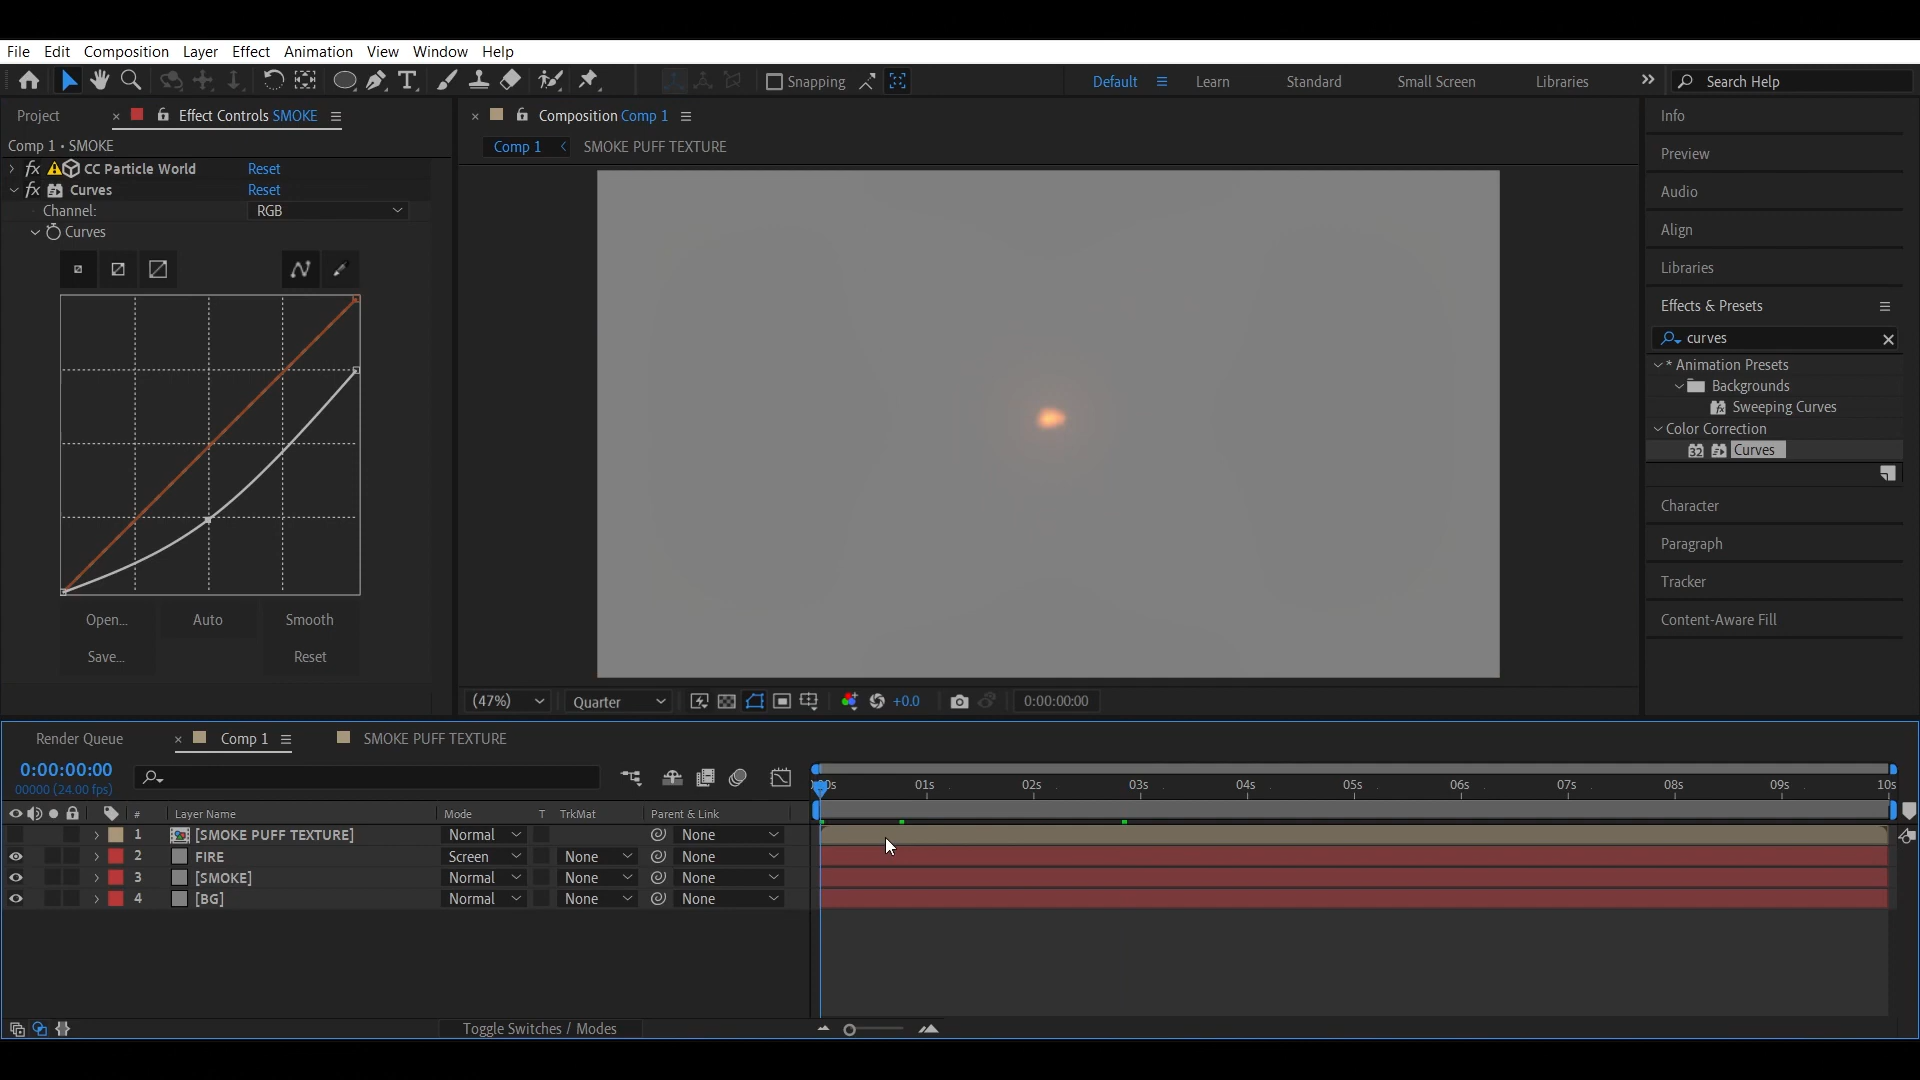 File Edit Composition Layer Effect Animation View Window Help
Snapping Default Learn Standard Small Screen Libraries Search Help
Project Effect Controls SMOKE
Composition Comp 1
Info
Comp 1 • SMOKE
Comp 1 SMOKE PUFF TEXTURE
Preview
fx CC Particle World Reset
fx Curves Reset
Audio
Channel: RGB
Curves
Align
Libraries
Effects & Presets
curves
* Animation Presets
Backgrounds
Sweeping Curves
Color Correction
32 Curves
Character
Paragraph
Tracker
Content-Aware Fill
Open... Auto Smooth
Save... Reset
(47%) Quarter +0.0 0:00:00:00
Render Queue Comp 1 SMOKE PUFF TEXTURE
0:00:00:00
00000 (24.00 fps)
01s 02s 03s 04s 05s 06s 07s 08s 09s 10s
# Layer Name Mode T TrkMat Parent & Link
1 [SMOKE PUFF TEXTURE] Normal None
2 FIRE Screen None None
3 [SMOKE] Normal None None
4 [BG] Normal None None
Toggle Switches / Modes